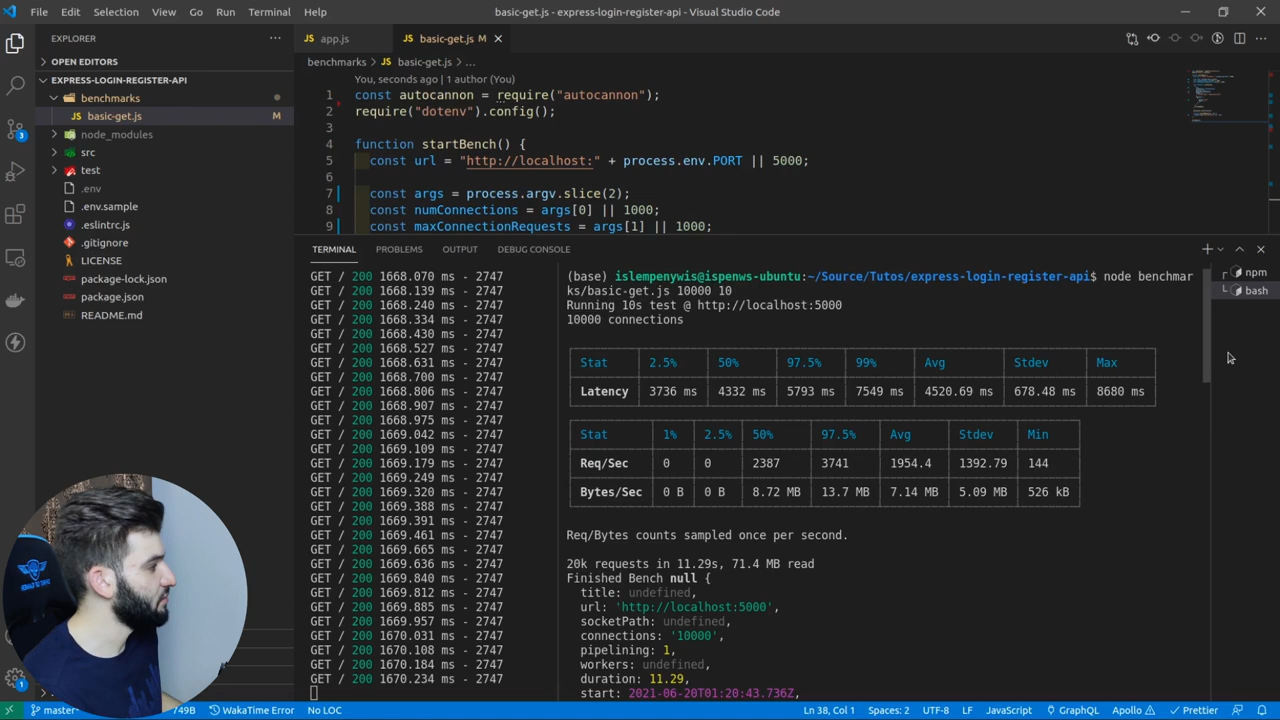 File Edit Selection View Go Run Terminal Help
basic-get.js - express-login-register-api - Visual Studio Code
EXPLORER
OPEN EDITORS
EXPRESS-LOGIN-REGISTER-API
benchmarks
JS basic-get.js M
node_modules
src
test
.env
.env.sample
.eslintrc.js
.gitignore
LICENSE
package-lock.json
package.json
README.md
3
1
JS app.js
JS basic-get.js M
benchmarks > JS basic-get.js > ...
You, seconds ago | 1 author (You)
1 const autocannon = require("autocannon");
2 require("dotenv").config();
4 function startBench() {
5 const url = "http://localhost:" + process.env.PORT || 5000;
6
7 const args = process.argv.slice(2);
8 const numConnections = args[0] || 1000;
9 const maxConnectionRequests = args[1] || 1000;
TERMINAL PROBLEMS OUTPUT DEBUG CONSOLE
GET / 200 1668.070 ms - 2747
GET / 200 1668.139 ms - 2747
GET / 200 1668.240 ms - 2747
GET / 200 1668.334 ms - 2747
GET / 200 1668.430 ms - 2747
GET / 200 1668.527 ms - 2747
GET / 200 1668.631 ms - 2747
GET / 200 1668.700 ms - 2747
GET / 200 1668.806 ms - 2747
GET / 200 1668.907 ms - 2747
GET / 200 1668.975 ms - 2747
GET / 200 1669.042 ms - 2747
GET / 200 1669.109 ms - 2747
GET / 200 1669.179 ms - 2747
GET / 200 1669.249 ms - 2747
GET / 200 1669.320 ms - 2747
GET / 200 1669.388 ms - 2747
GET / 200 1669.391 ms - 2747
GET / 200 1669.461 ms - 2747
GET / 200 1669.665 ms - 2747
GET / 200 1669.636 ms - 2747
GET / 200 1669.840 ms - 2747
GET / 200 1669.812 ms - 2747
GET / 200 1669.885 ms - 2747
GET / 200 1669.957 ms - 2747
GET / 200 1670.031 ms - 2747
GET / 200 1670.108 ms - 2747
GET / 200 1670.184 ms - 2747
GET / 200 1670.234 ms - 2747
(base) islempenywis@ispenws-ubuntu:~/Source/Tutos/express-login-register-api$ node benchmar
ks/basic-get.js 10000 10
Running 10s test @ http://localhost:5000
10000 connections
Stat 2.5% 50% 97.5% 99% Avg Stdev Max
Latency 3736 ms 4332 ms 5793 ms 7549 ms 4520.69 ms 678.48 ms 8680 ms
Stat 1% 2.5% 50% 97.5% Avg Stdev Min
Req/Sec 0 0 2387 3741 1954.4 1392.79 144
Bytes/Sec 0 B 0 B 8.72 MB 13.7 MB 7.14 MB 5.09 MB 526 kB
Req/Bytes counts sampled once per second.
20k requests in 11.29s, 71.4 MB read
Finished Bench null {
title: undefined,
url: 'http://localhost:5000',
socketPath: undefined,
connections: '10000',
pipelining: 1,
workers: undefined,
duration: 11.29,
start: 2021-06-20T01:20:43.736Z,
npm
bash
master* 749B WakaTime Error No LOC
Ln 38, Col 1 Spaces: 2 UTF-8 LF JavaScript GraphQL Apollo Prettier